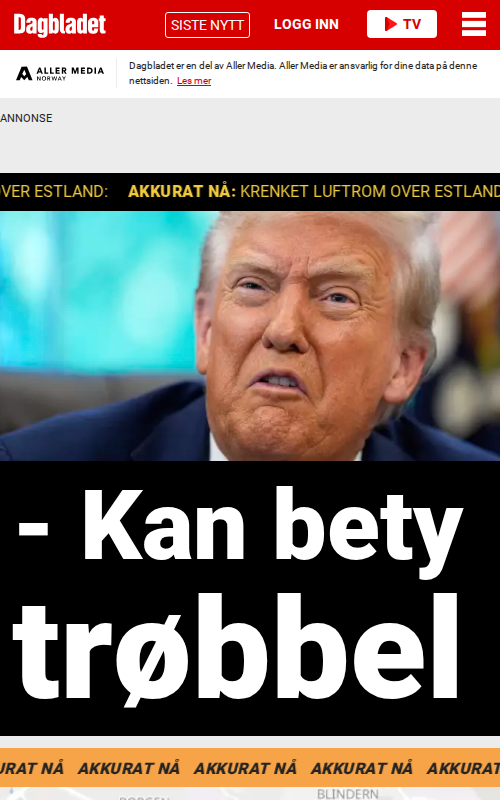 Dagbladet SISTE NYTT LOGG INN TV
ALLER MEDIA
NORWAY
Dagbladet er en del av Aller Media. Aller Media er ansvarlig for dine data på denne
nettsiden. Les mer
ANNONSE
OVER ESTLAND: AKKURAT NÅ: KRENKET LUFTROM OVER ESTLAND
- Kan bety
trøbbel
AKKURAT NÅ AKKURAT NÅ AKKURAT NÅ AKKURAT
BLINDERN